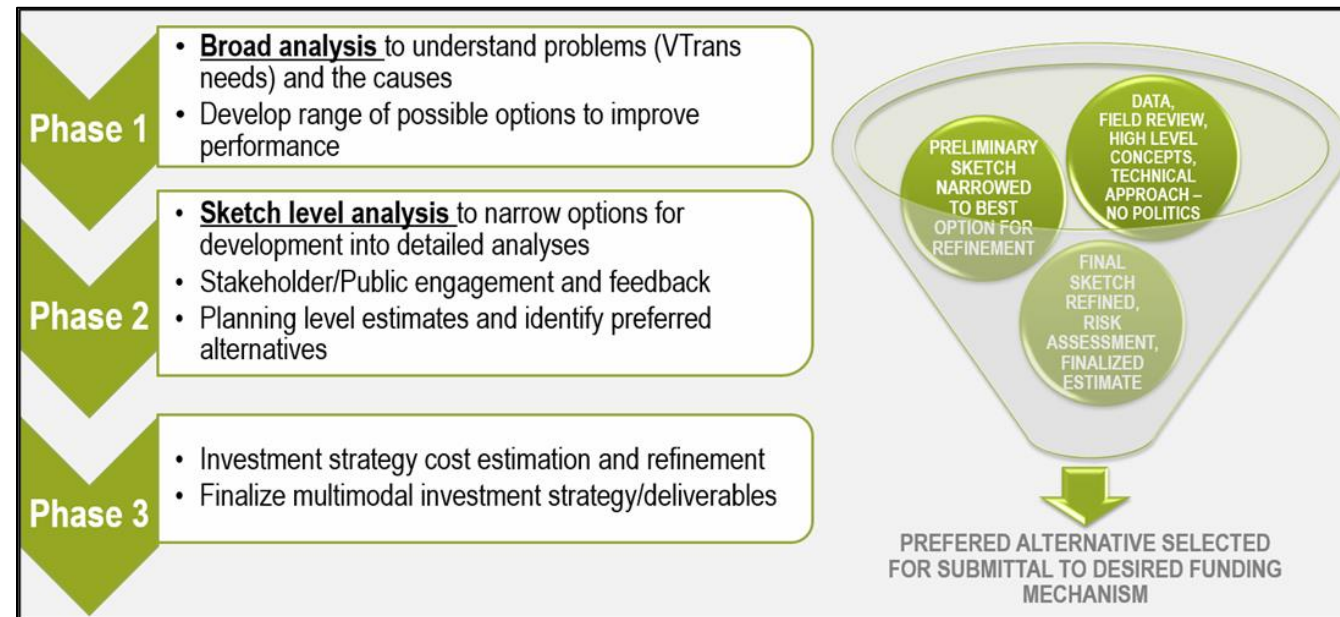 Phase 1
• Broad analysis to understand problems (VTrans
needs) and the causes
• Develop range of possible options to improve
performance
Phase 2
• Sketch level analysis to narrow options for
development into detailed analyses
• Stakeholder/Public engagement and feedback
• Planning level estimates and identify preferred
alternatives
Phase 3
• Investment strategy cost estimation and refinement
• Finalize multimodal investment strategy/deliverables
DATA,
FIELD REVIEW,
HIGH LEVEL
CONCEPTS,
TECHNICAL
APPROACH –
NO POLITICS
PRELIMINARY
SKETCH
NARROWED
TO BEST
OPTION FOR
REFINEMENT
FINAL
SKETCH
REFINED,
RISK
ASSESSMENT,
FINALIZED
ESTIMATE
PREFERED ALTERNATIVE SELECTED
FOR SUBMITTAL TO DESIRED FUNDING
MECHANISM